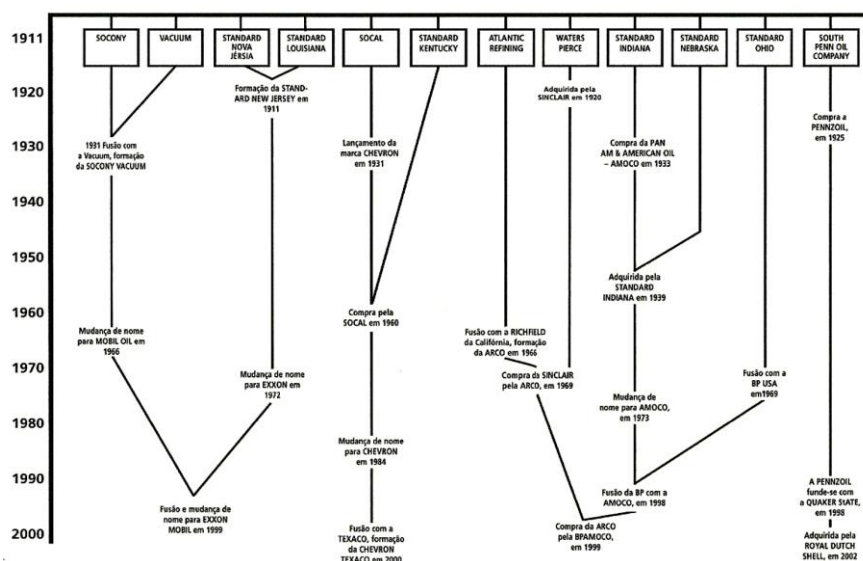 1911
1920
1930
1940
1950
1960
1970
1980
1990
2000
SOCONY
VACUUM
STANDARD
NOVA
JÉRSIA
STANDARD
LOUISIANA
SOCAL
STANDARD
KENTUCKY
ATLANTIC
REFINING
WATERS
PIERCE
STANDARD
INDIANA
STANDARD
NEBRASKA
STANDARD
OHIO
SOUTH
PENN OIL
COMPANY
Formação da STAND-
ARD NEW JERSEY em
1911
Adquirida pela
SINCLAIR em 1920
Compra a
PENNZOIL,
em 1925
1931 Fusão com
a Vacuum, formação
da SOCONY VACUUM
Lançamento da
marca CHEVRON
em 1931
Compra da PAN
AM & AMERICAN OIL
– AMOCO em 1933
Adquirida pela
STANDARD
INDIANA em 1939
Compra pela
SOCAL em 1960
Mudança de nome
para MOBIL OIL em
1966
Fusão com a RICHFIELD
da Califórnia, formação
da ARCO em 1966
Mudança de nome
para EXXON em
1972
Compra da SINCLAIR
pela ARCO, em 1969
Mudança de
nome para AMOCO,
em 1973
Fusão com a
BP USA
em1969
Mudança de nome
para CHEVRON
em 1984
Fusão e mudança de
nome para EXXON
MOBIL em 1999
Fusão com a
TEXACO, formação
da CHEVRON
TEXACO em 2000
Fusão da BP com a
AMOCO, em 1998
Compra da ARCO
pela BPAMOCO,
em 1999
A PENNZOIL
funde-se com
a QUAKER StATE,
em 1998
Adquirida pela
ROYAL DUTCH
SHELL, em 2002